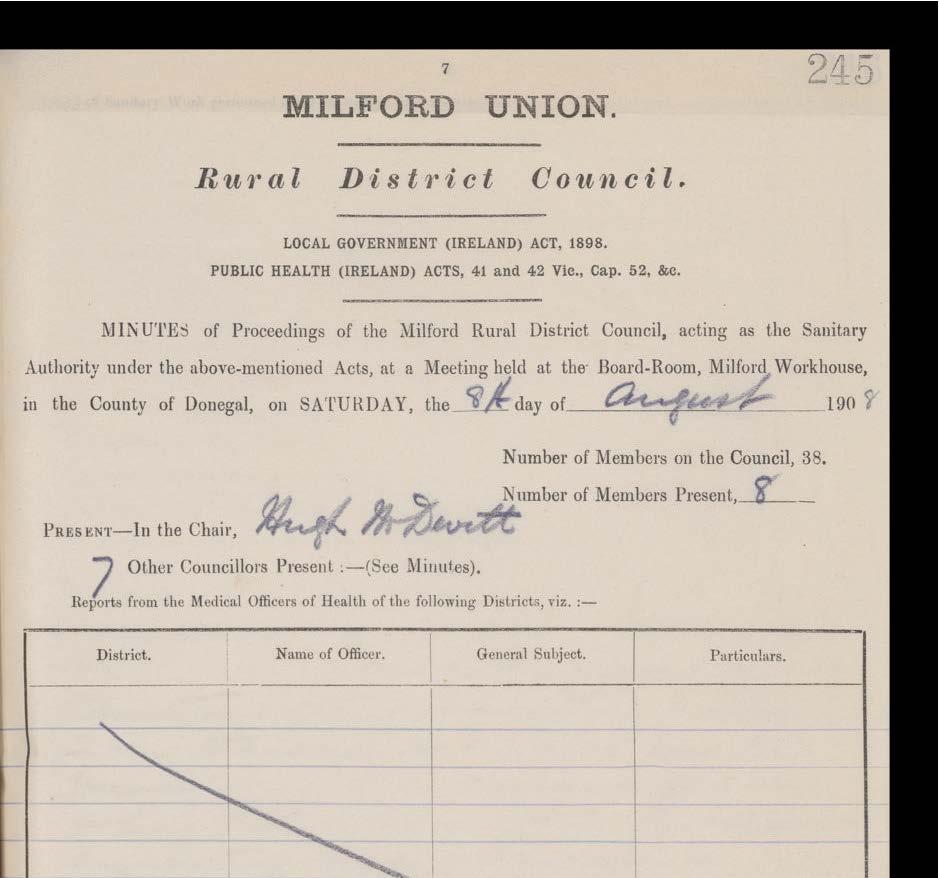 245
7
MILFORD UNION.
Rural District Council.
LOCAL GOVERNMENT (IRELAND) ACT, 1898.
PUBLIC HEALTH (IRELAND) ACTS, 41 and 42 Vic., Cap. 52, &c.
MINUTES of Proceedings of the Milford Rural District Council, acting as the Sanitary
Authority under the above-mentioned Acts, at a Meeting held at the Board-Room, Milford Workhouse,
in the County of Donegal, on SATURDAY, the 8th day of August 1908
Number of Members on the Council, 38.
Number of Members Present, 8
PRESENT—In the Chair, Hugh McDevitt
7 Other Councillors Present :—(See Minutes).
Reports from the Medical Officers of Health of the following Districts, viz. :—
District. Name of Officer. General Subject. Particulars.